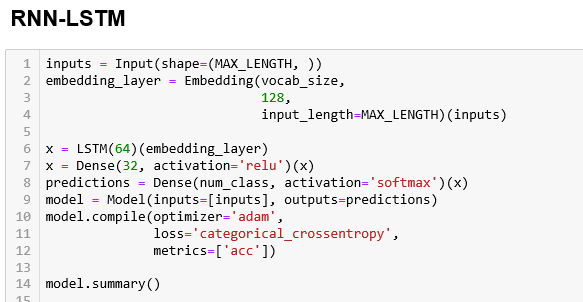 RNN-LSTM
1 inputs = Input(shape=(MAX_LENGTH, ))
2 embedding_layer = Embedding(vocab_size,
3                             128,
4                             input_length=MAX_LENGTH)(inputs)
5
6 x = LSTM(64)(embedding_layer)
7 x = Dense(32, activation='relu')(x)
8 predictions = Dense(num_class, activation='softmax')(x)
9 model = Model(inputs=[inputs], outputs=predictions)
10 model.compile(optimizer='adam',
11               loss='categorical_crossentropy',
12               metrics=['acc'])
13
14 model.summary()
15